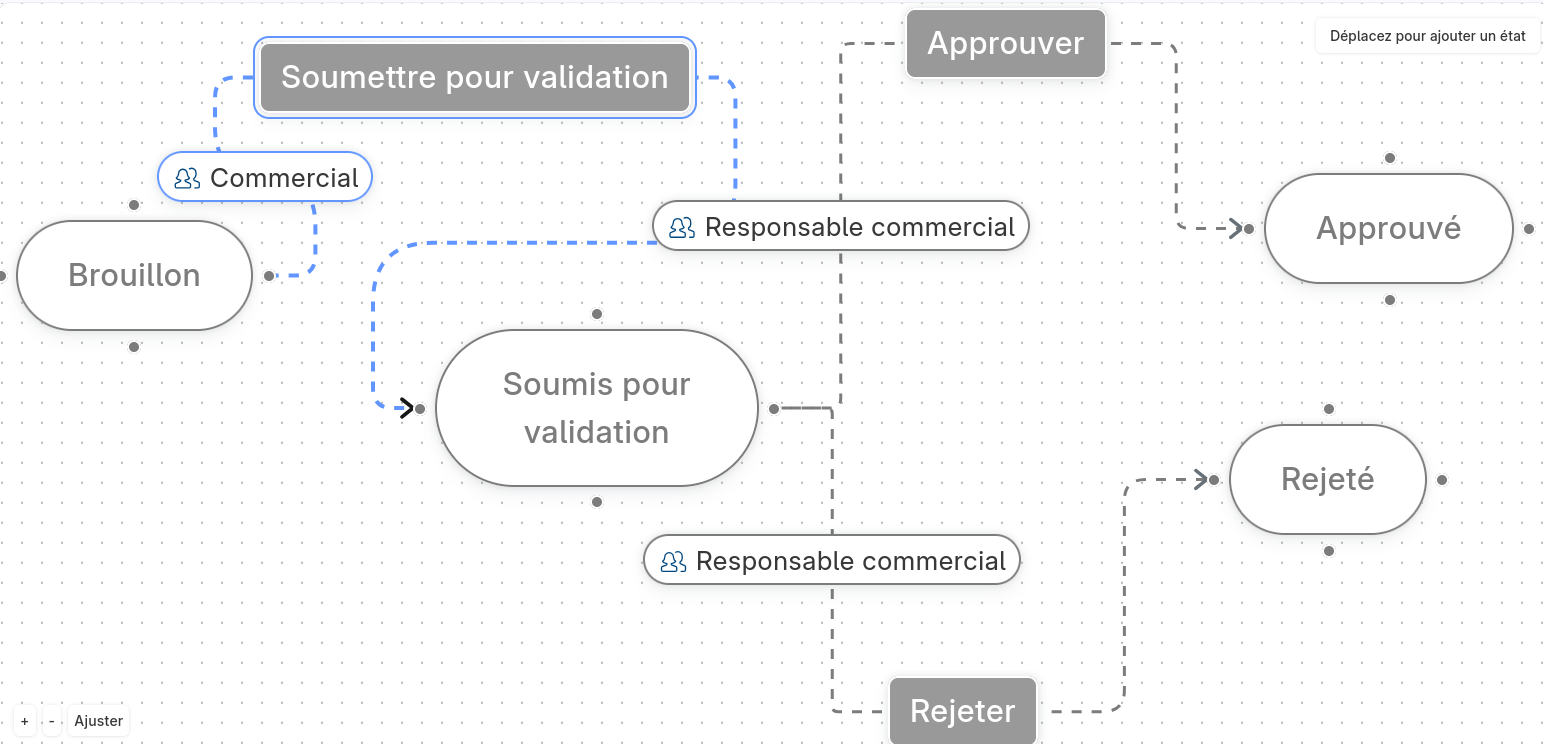 Approuver
Déplacez pour ajouter un état
Soumettre pour validation
Commercial
Responsable commercial
Approuvé
Brouillon
Soumis pour
validation
Rejeté
Responsable commercial
Rejeter
+ - Ajuster